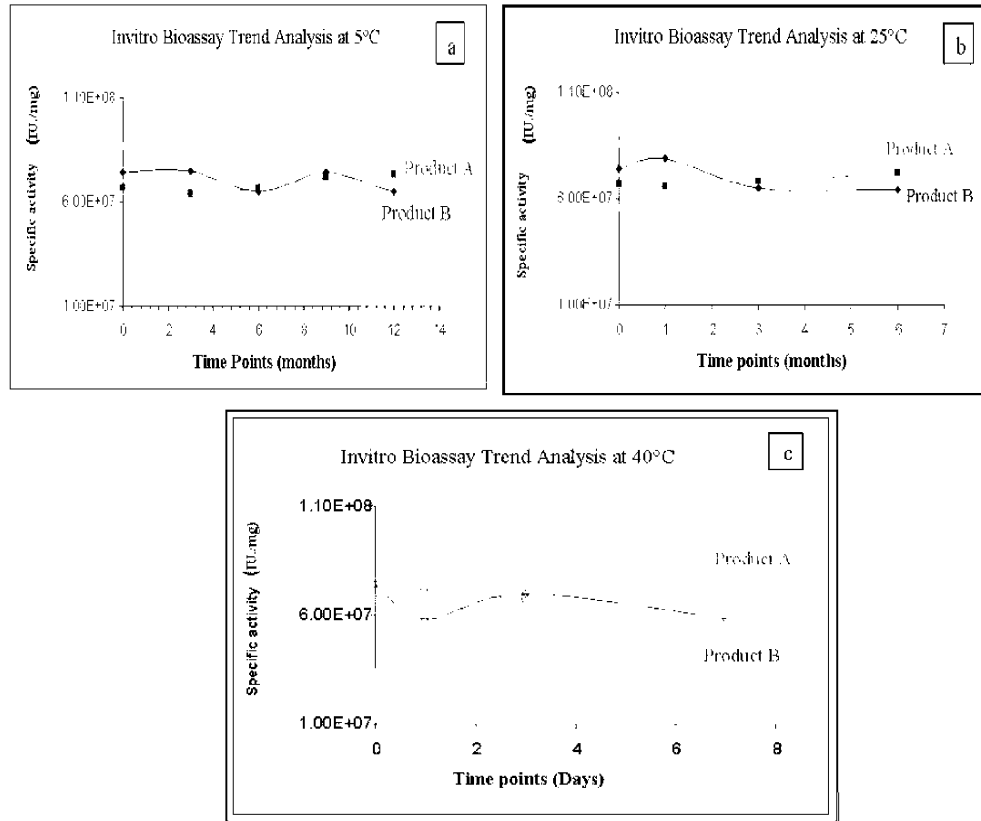 Invitro Bioassay Trend Analysis at 5°C
a
Specific activity (IU/mg)
1.10E+08
6.00E+07
1.00E+07
Product A
Product B
0 2 4 6 8 10 12 14
Time Points (months)
Invitro Bioassay Trend Analysis at 25°C
b
Specific activity (IU/mg)
1.10E+08
6.00E+07
1.00E+07
Product A
Product B
0 1 2 3 4 5 6 7
Time points (months)
Invitro Bioassay Trend Analysis at 40°C
c
Specific activity (IU/mg)
1.10E+08
6.00E+07
1.00E+07
Product A
Product B
0 2 4 6 8
Time points (Days)